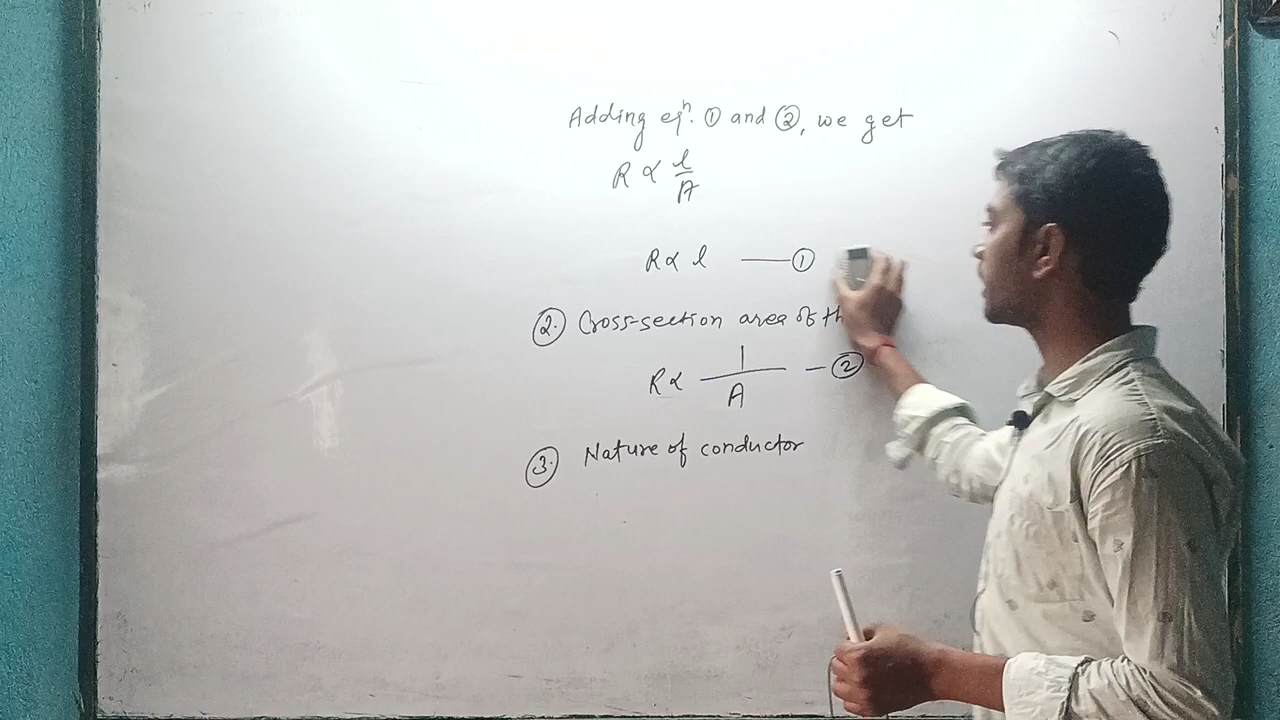 Adding eqⁿ. ① and ②, we get
R ∝ l/A
R ∝ l —— ①
②. Cross-section area of th
R ∝ 1/A — ②
③. Nature of conductor